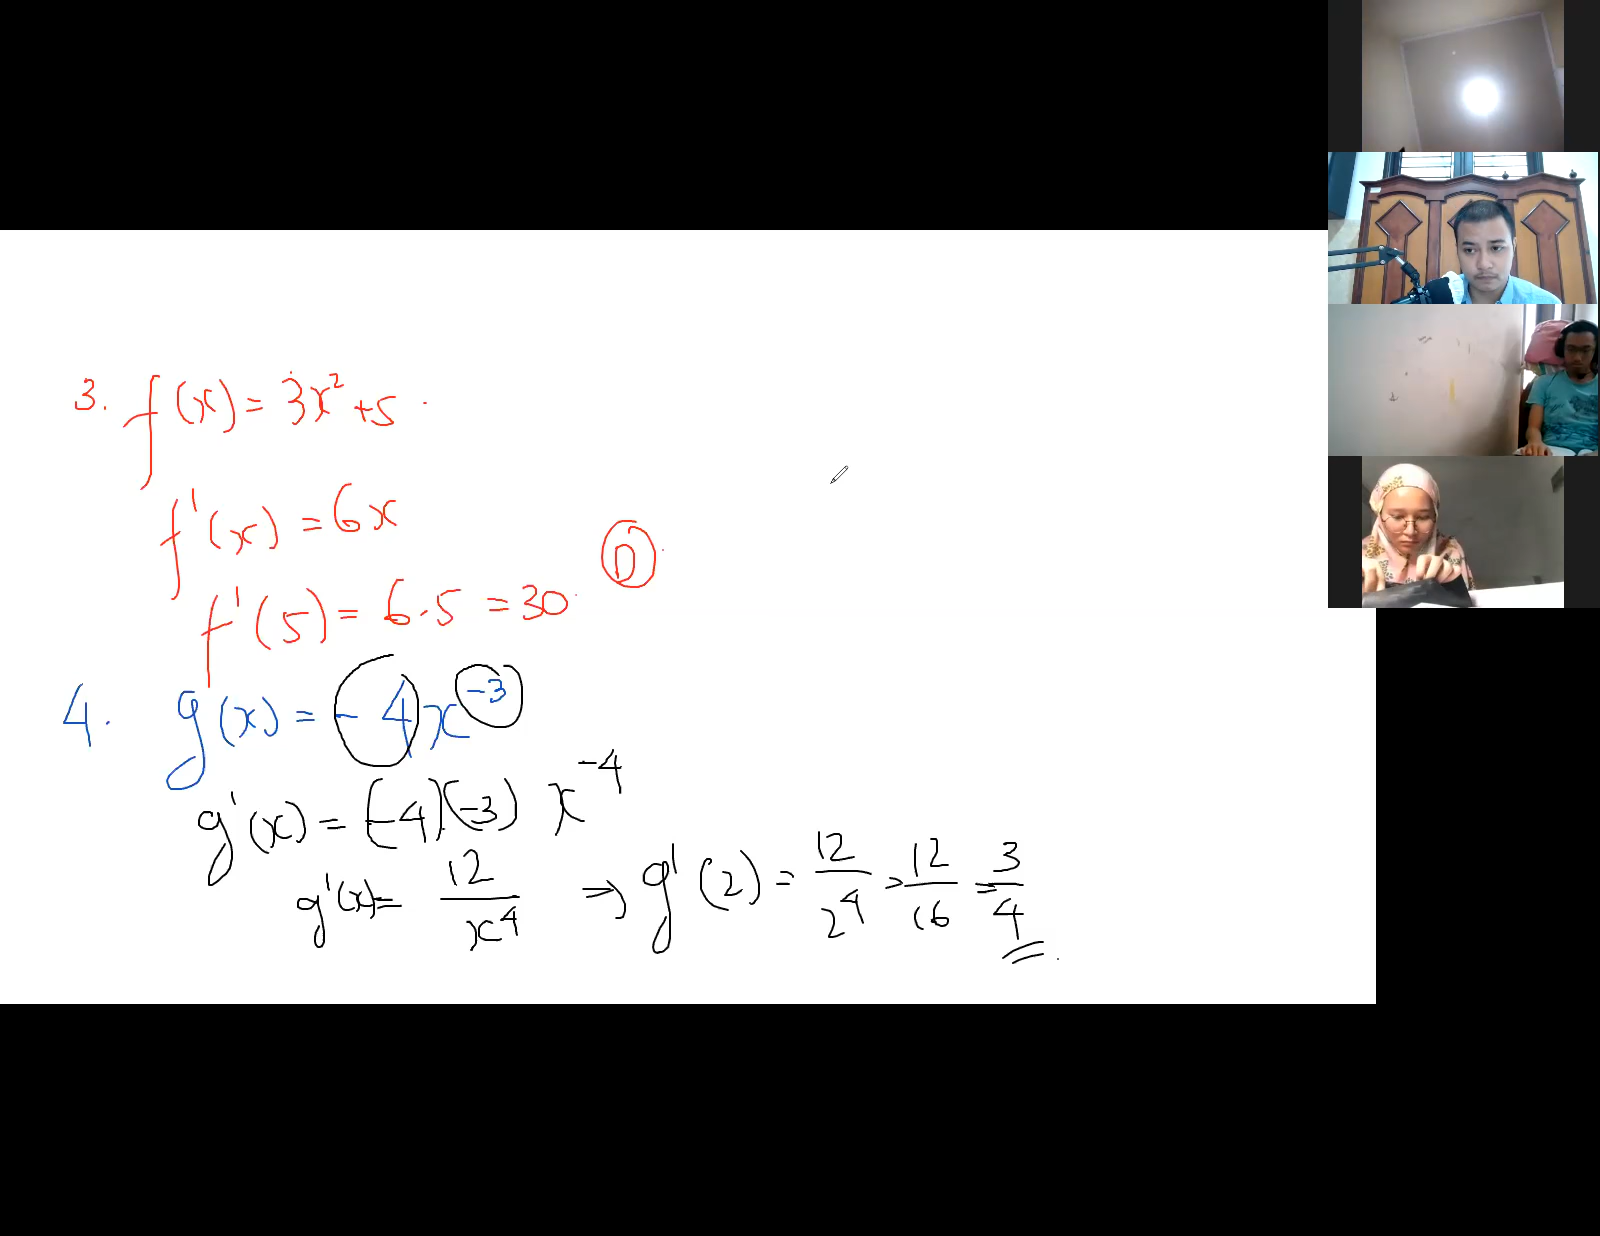 3. f(x) = 3x² + 5
f'(x) = 6x
f'(5) = 6·5 = 30
D
4. g(x) = -4x⁻³
g'(x) = (-4)(-3) x⁻⁴
g'(x) = 12/x⁴ ⇒ g'(2) = 12/2⁴ = 12/16 = 3/4